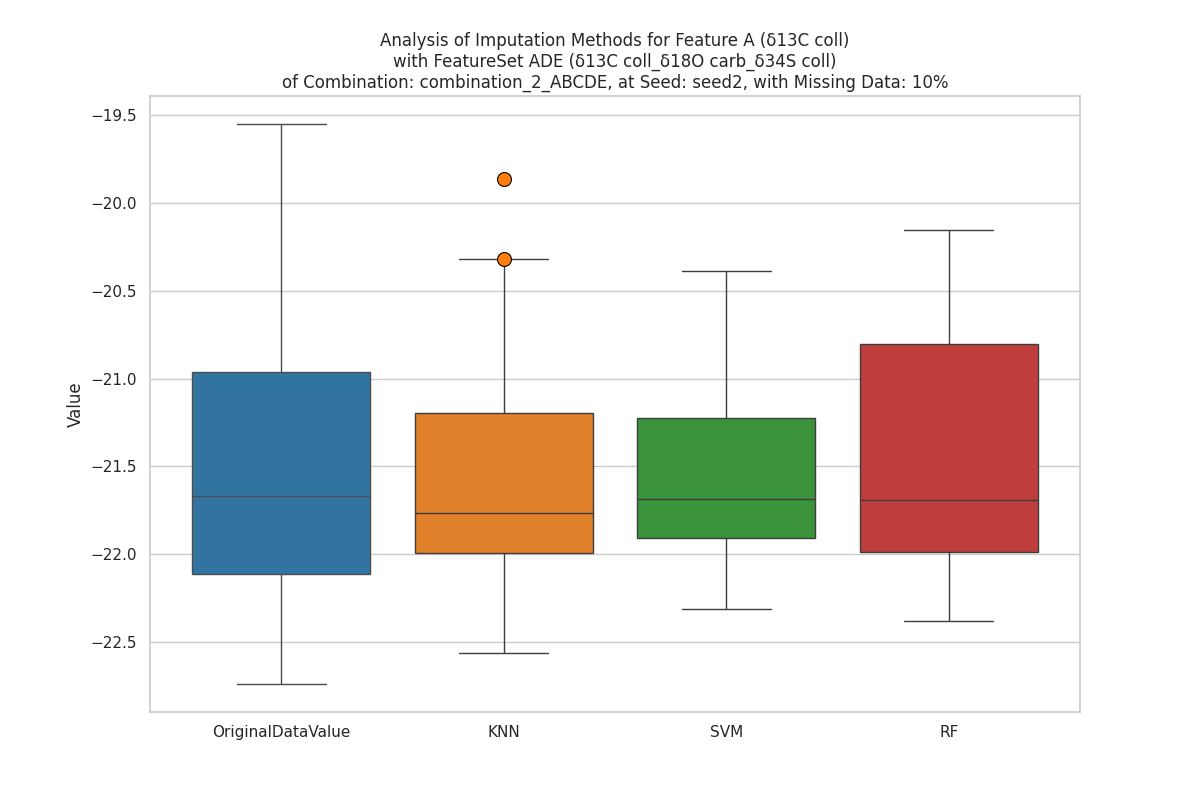 Analysis of Imputation Methods for Feature A (δ13C coll)
with FeatureSet ADE (δ13C coll_δ18O carb_δ34S coll)
of Combination: combination_2_ABCDE, at Seed: seed2, with Missing Data: 10%
−19.5
−20.0
−20.5
−21.0
−21.5
−22.0
−22.5
Value
OriginalDataValue
KNN
SVM
RF